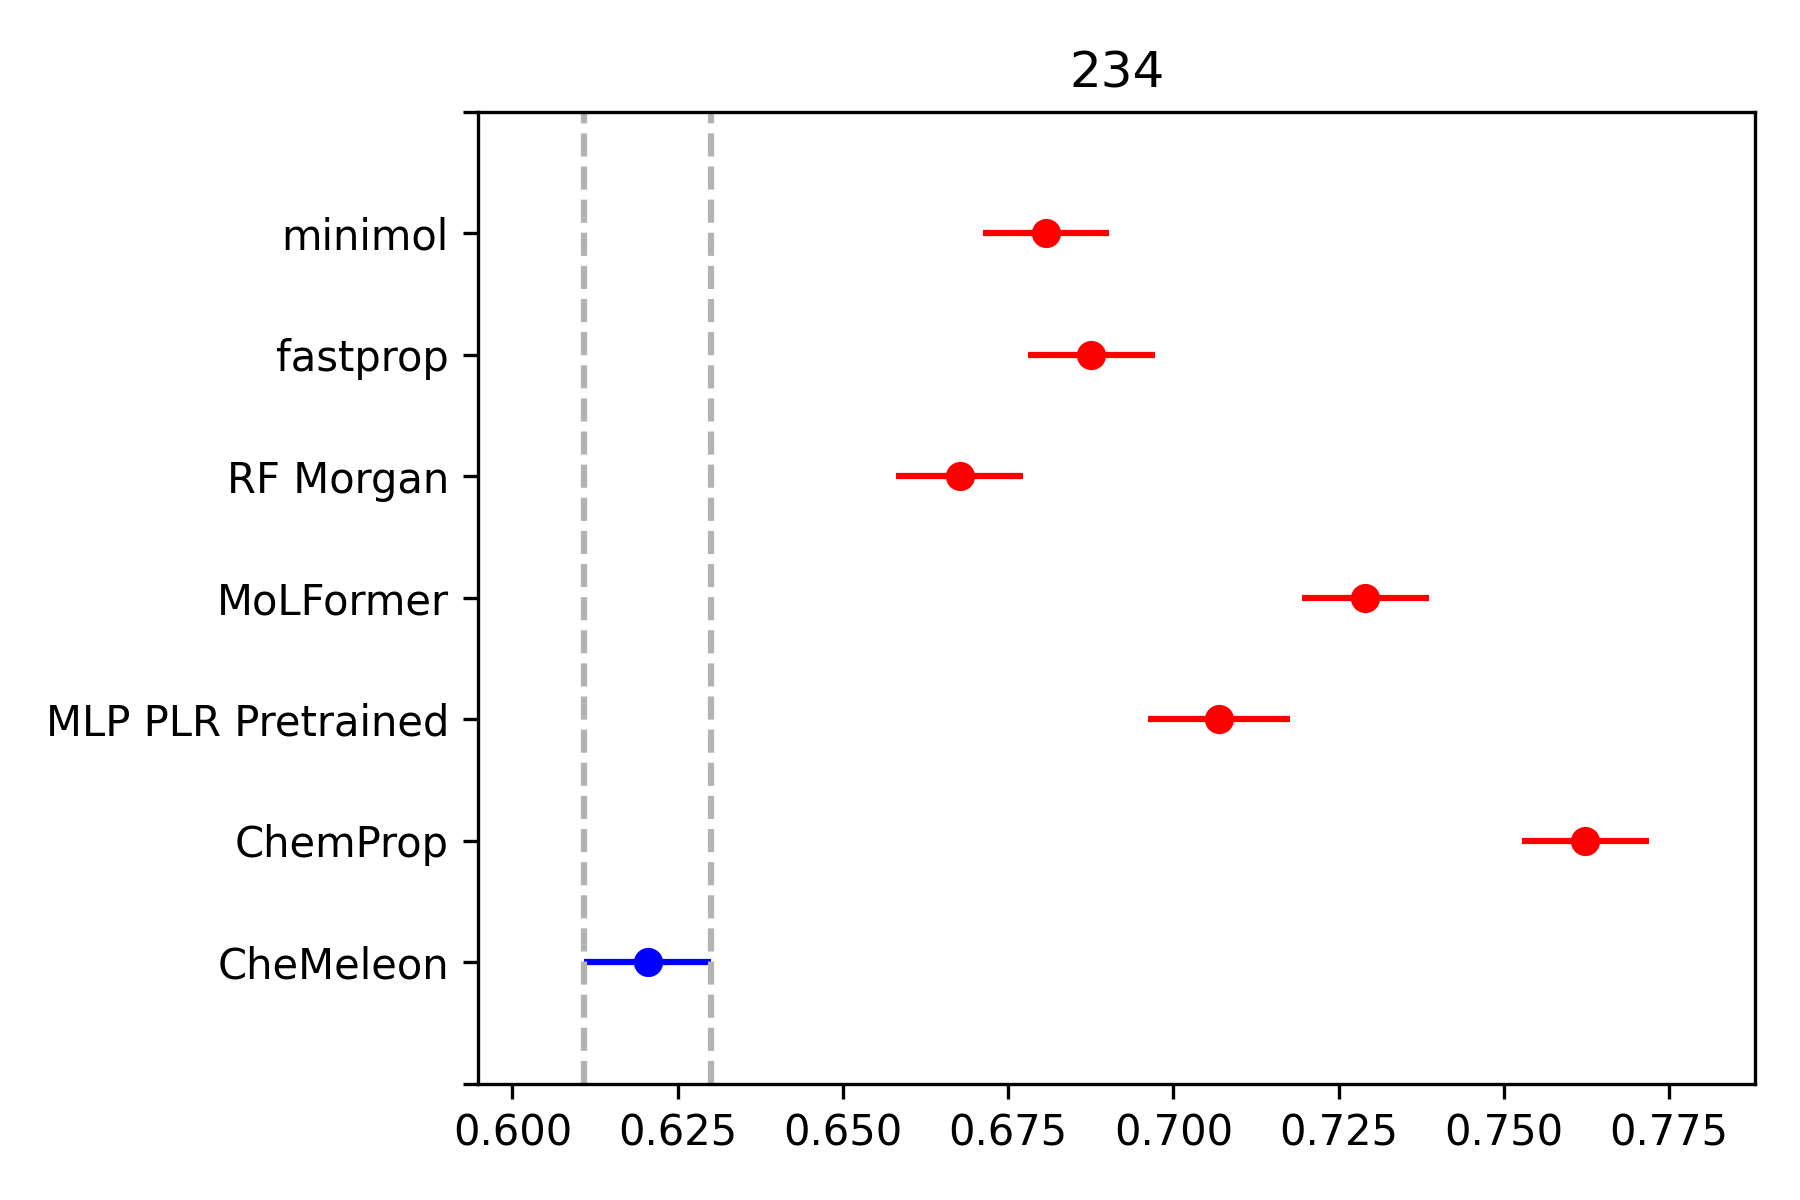 234
minimol
fastprop
RF Morgan
MoLFormer
MLP PLR Pretrained
ChemProp
CheMeleon
0.600 0.625 0.650 0.675 0.700 0.725 0.750 0.775